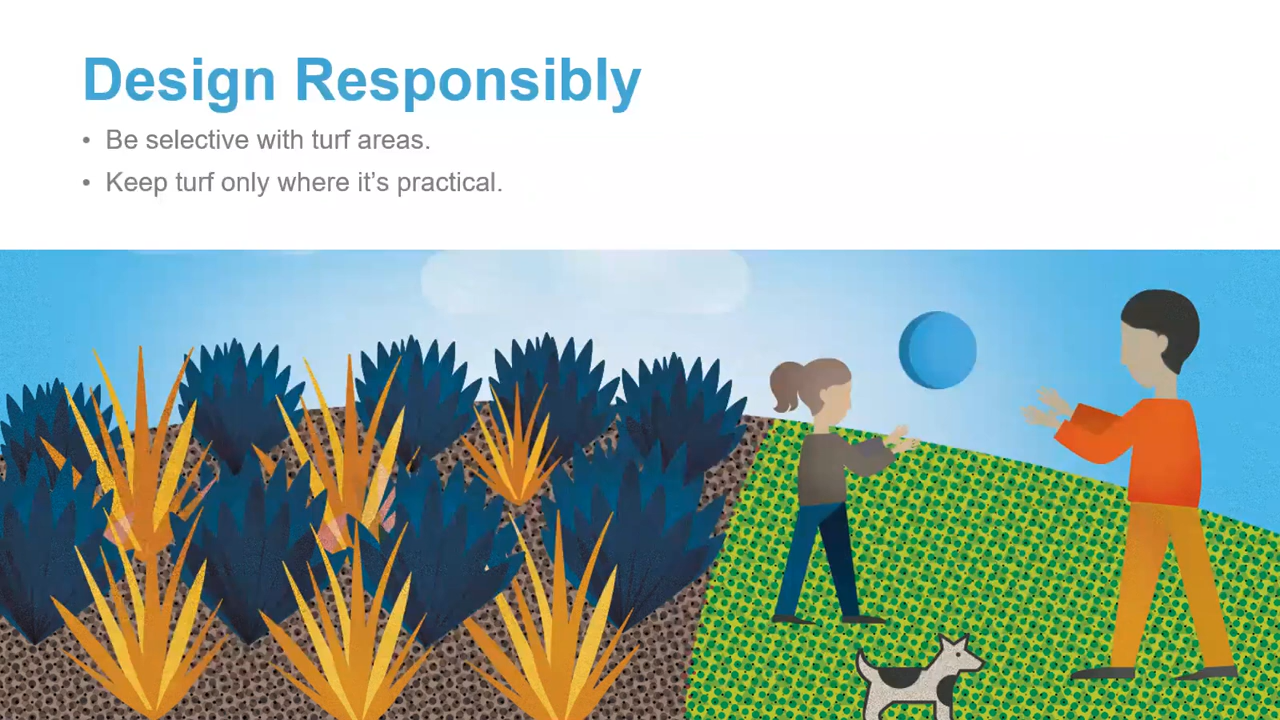 Design Responsibly
• Be selective with turf areas.
• Keep turf only where it’s practical.